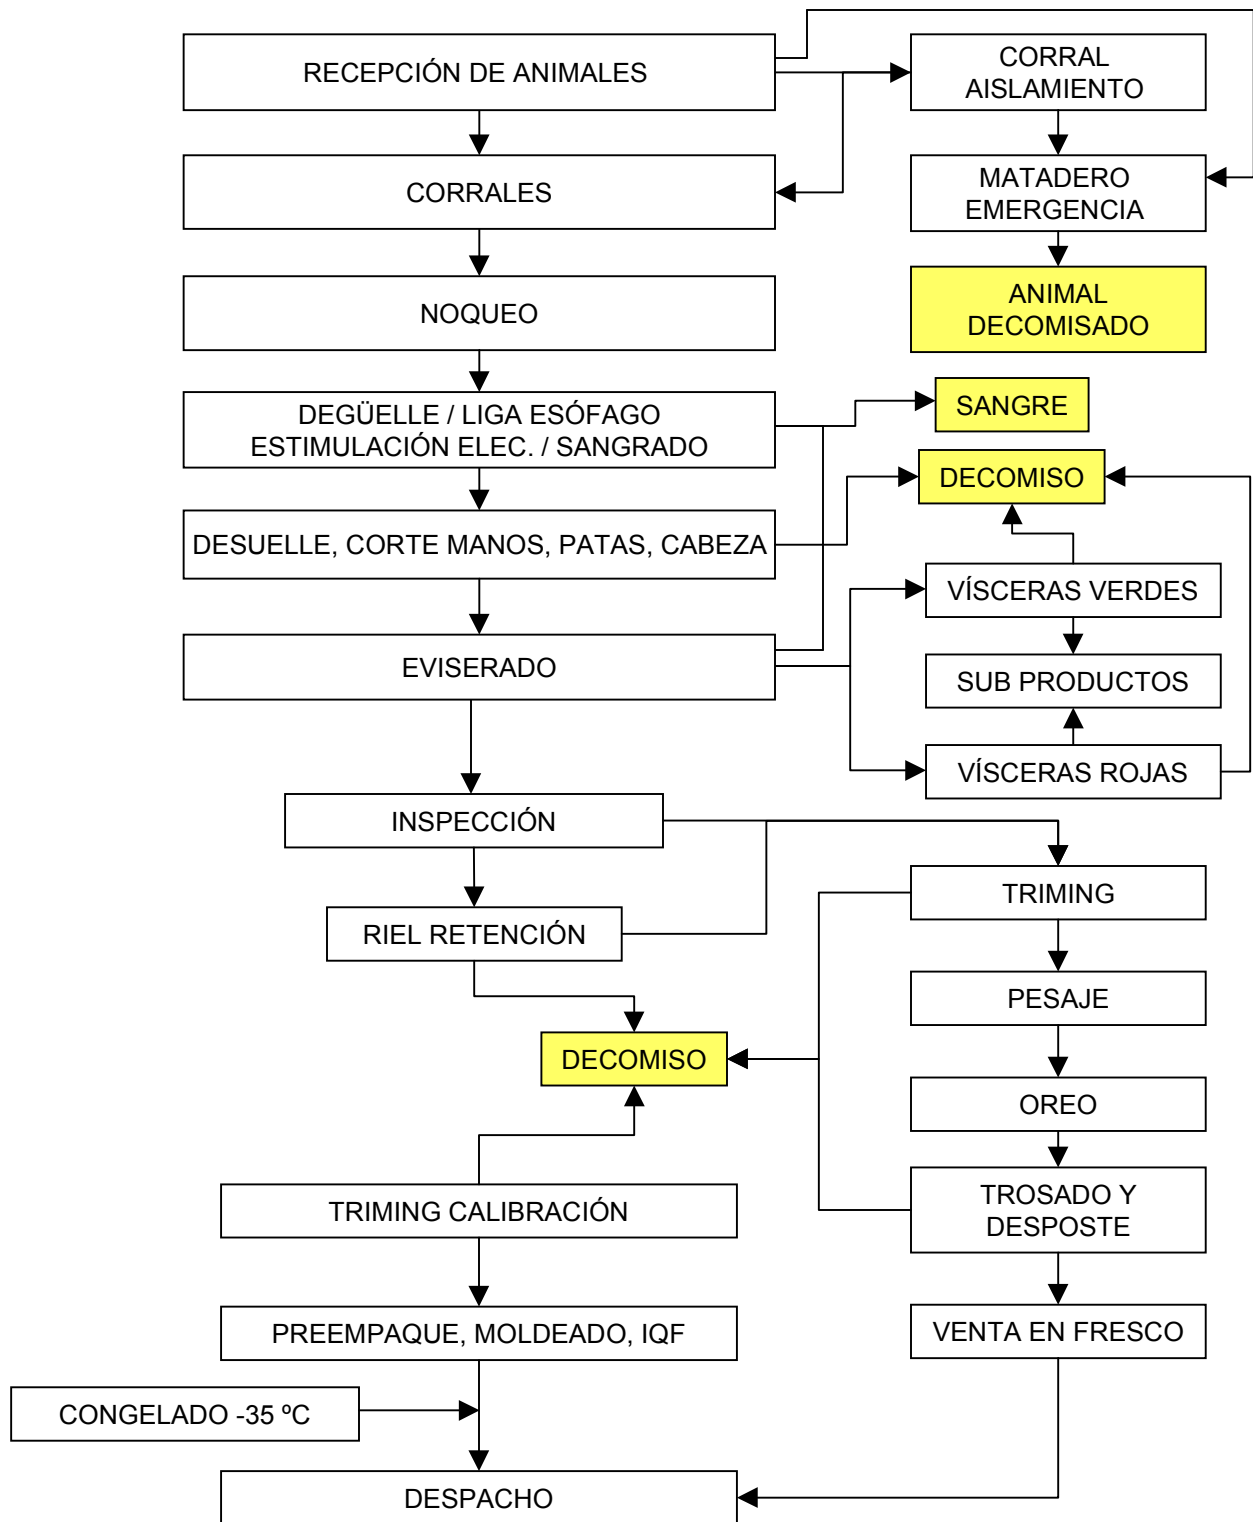 RECEPCIÓN DE ANIMALES
CORRAL
AISLAMIENTO
CORRALES
MATADERO
EMERGENCIA
NOQUEO
ANIMAL
DECOMISADO
DEGÜELLE / LIGA ESÓFAGO
ESTIMULACIÓN ELEC. / SANGRADO
SANGRE
DECOMISO
DESUELLE, CORTE MANOS, PATAS, CABEZA
VÍSCERAS VERDES
EVISERADO
SUB PRODUCTOS
VÍSCERAS ROJAS
INSPECCIÓN
TRIMING
RIEL RETENCIÓN
PESAJE
DECOMISO
OREO
TRIMING CALIBRACIÓN
TROSADO Y
DESPOSTE
PREEMPAQUE, MOLDEADO, IQF
VENTA EN FRESCO
CONGELADO -35 ºC
DESPACHO